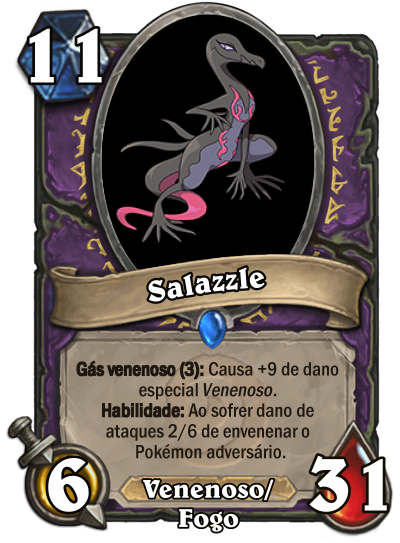 11
Salazzle
Gás venenoso (3): Causa +9 de dano
especial Venenoso.
Habilidade: Ao sofrer dano de
ataques 2/6 de envenenar o
Pokémon adversário.
6
Venenoso/
Fogo
31